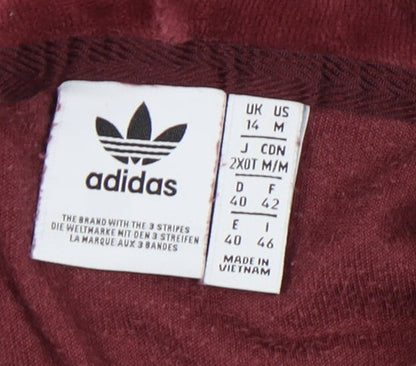 adidas
THE BRAND WITH THE 3 STRIPES
DIE WELTMARKE MIT DEN 3 STREIFEN
LA MARQUE AUX 3 BANDES
UK US
14 M
J CDN
2XOT M/M
D F
40 42
E I
40 46
MADE IN
VIETNAM